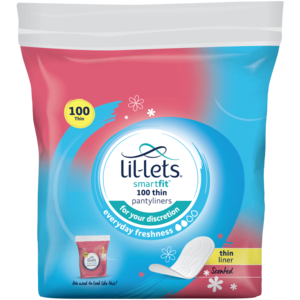 100
Thin
lil-lets
smartfit
100 thin
pantyliners
for your discretion
everyday freshness
thin
liner
Scented